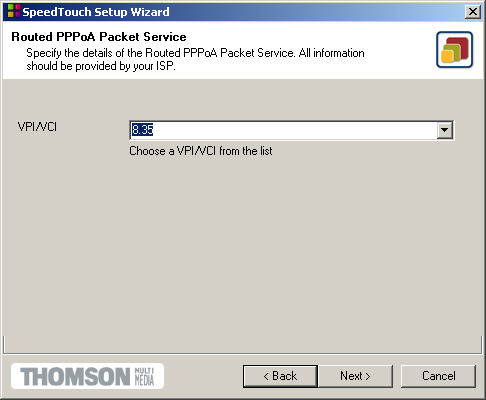 SpeedTouch Setup Wizard
Routed PPPoA Packet Service
Specify the details of the Routed PPPoA Packet Service. All information
should be provided by your ISP.
VPI/VCI
8.35
Choose a VPI/VCI from the list
THOMSON MULTI
MEDIA
< Back
Next >
Cancel